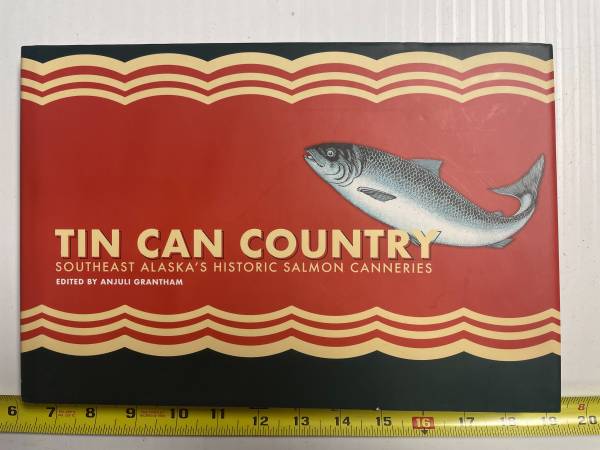 TIN CAN COUNTRY
SOUTHEAST ALASKA'S HISTORIC SALMON CANNERIES
EDITED BY ANJULI GRANTHAM
6 7 8 9 10 11 12 13 14 15 16 17 18 19 20
8